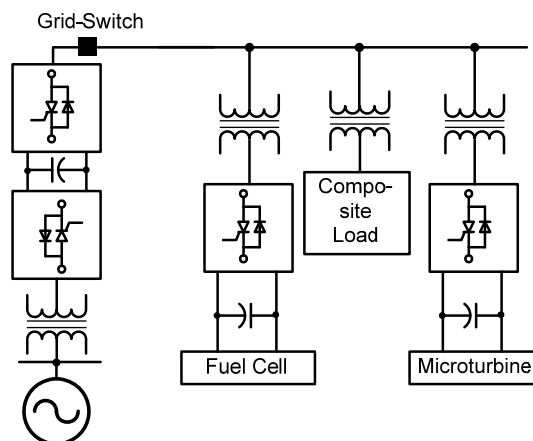 Grid-Switch
Compo-
site
Load
Fuel Cell
Microturbine